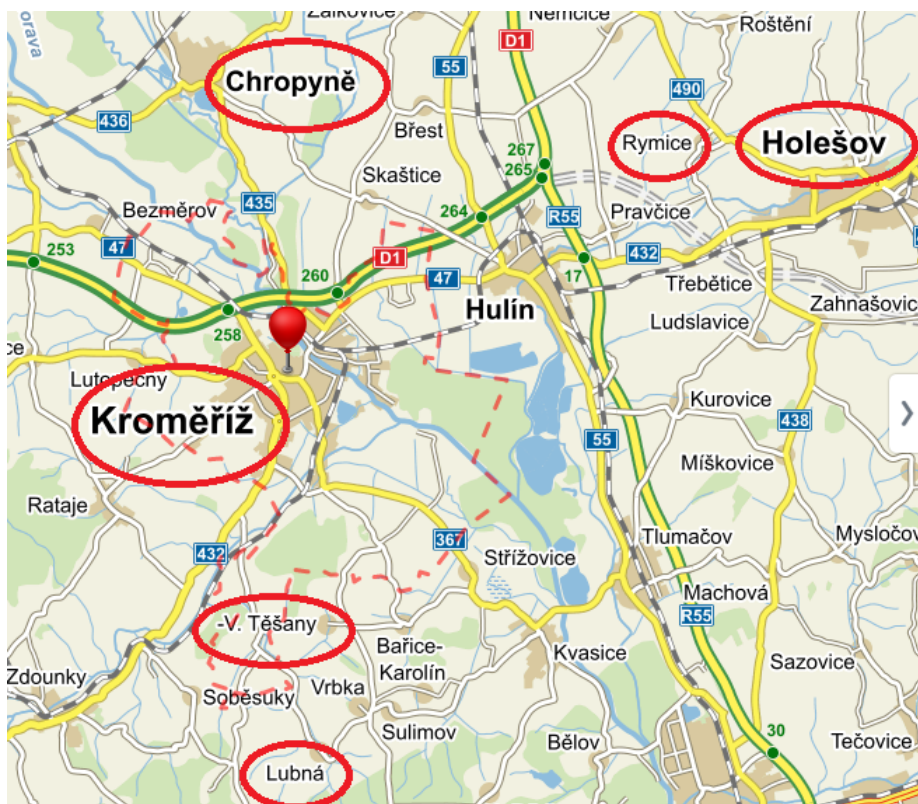 orava
Zálkovice
Němčice
Roštění
D1
Chropyně
55
490
436
Břest
Rymice
Holešov
267
265
Skaštice
435
Bezměrov
264
R55
Pravčice
47
D1
432
253
260
47
17
Třebětice
Hulín
Zahnašovic
258
Ludslavice
ce
Lutopecny
Kurovice
Kroměříž
438
55
Míškovice
Rataje
367
Tlumačov
Mysločov
432
Střížovice
Machová
-V. Těšany
R55
Bařice-
Karolín
Kvasice
Sazovice
Zdounky
Vrbka
Soběsuky
Sulimov
30
Bělov
Tečovice
Lubná